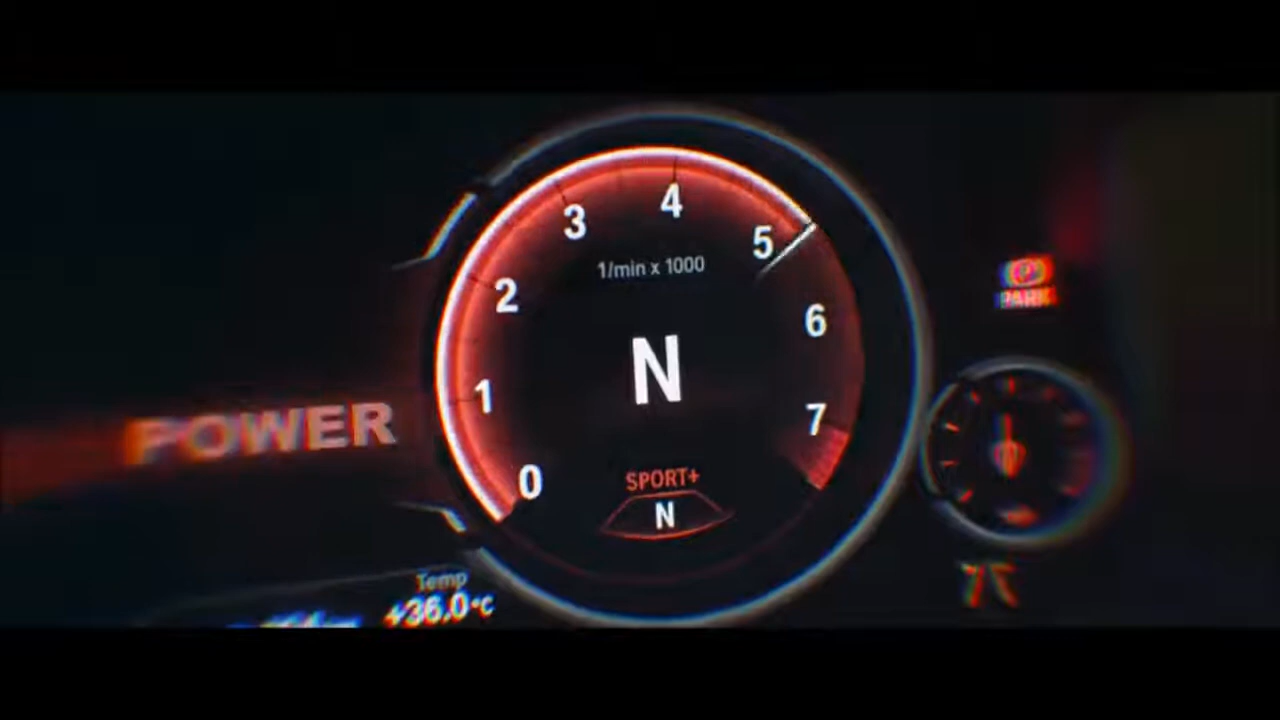 4
3
5
1/min x 1000
2
6
N
1
7
POWER
0
SPORT+
N
P
PARK
Temp
+36.0°C